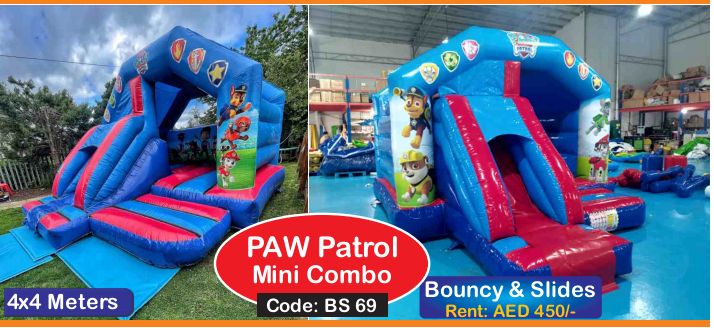 PAW Patrol
Mini Combo
Code: BS 69
4x4 Meters
Bouncy & Slides
Rent: AED 450/-